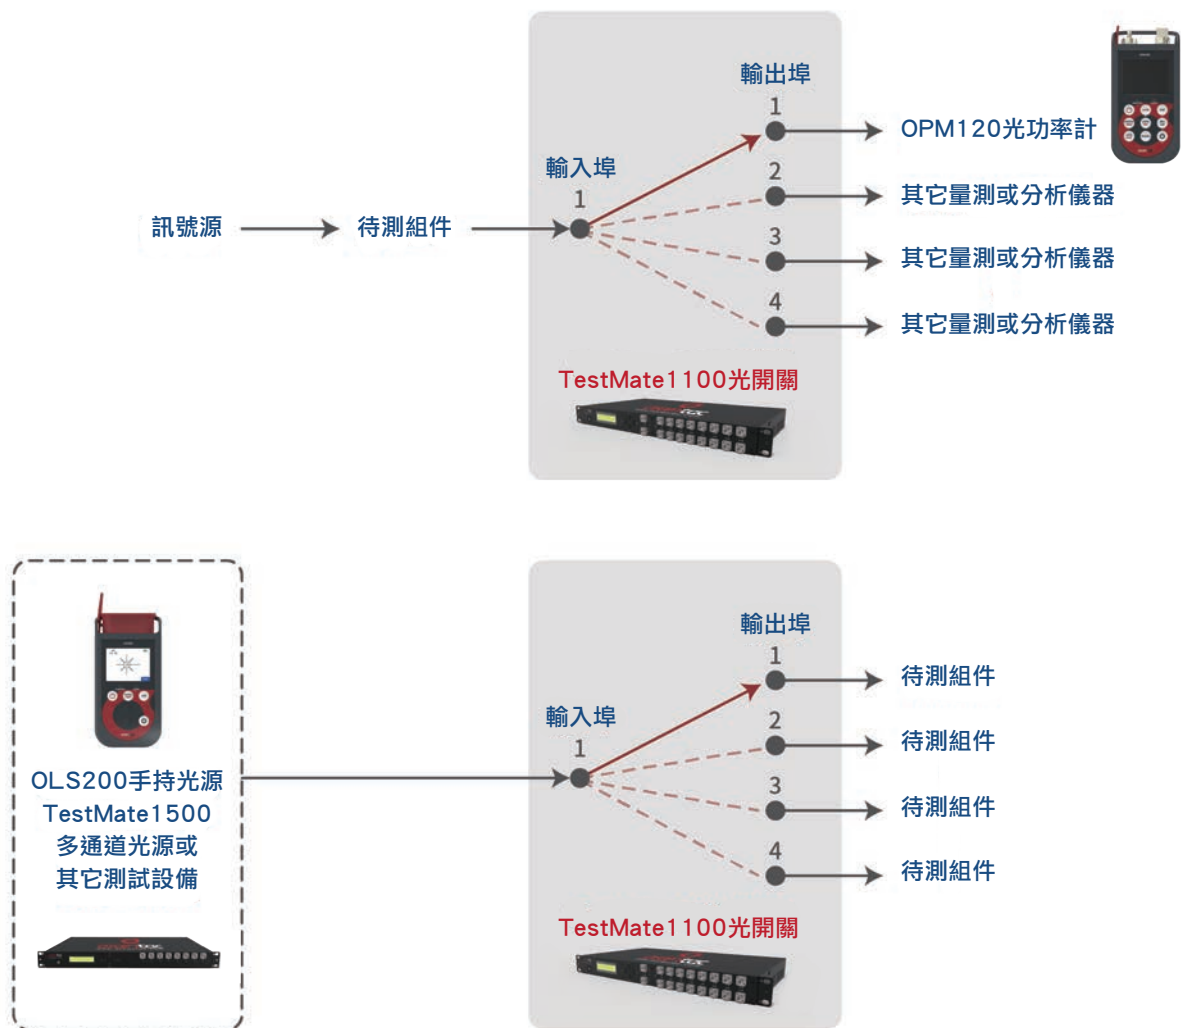 輸出埠
1
OPM120光功率計
輸入埠
2
1
其它量測或分析儀器
訊號源
待測組件
3
其它量測或分析儀器
4
其它量測或分析儀器
TestMate1100光開關
輸出埠
1
待測組件
輸入埠
2
1
待測組件
OLS200手持光源
TestMate1500
多通道光源或
其它測試設備
3
待測組件
4
待測組件
TestMate1100光開關